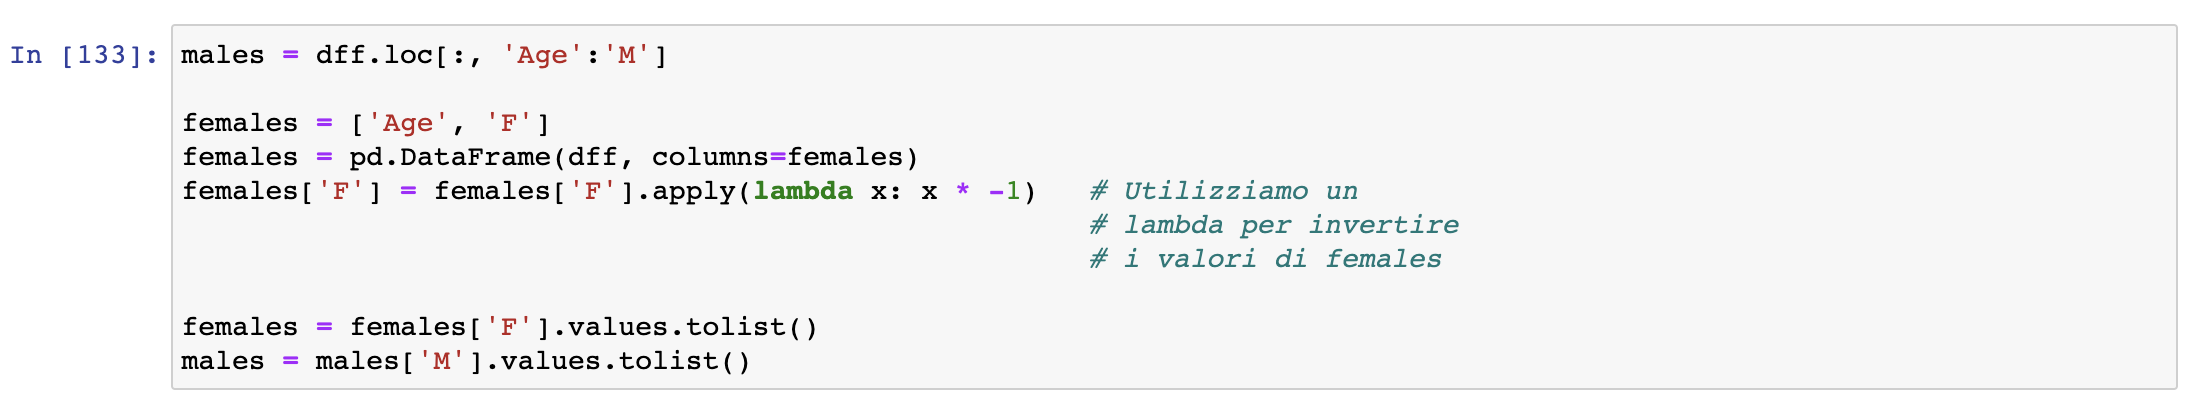 In [133]: males = dff.loc[:, 'Age':'M']
females = ['Age', 'F']
females = pd.DataFrame(dff, columns=females)
females['F'] = females['F'].apply(lambda x: x * -1)   # Utilizziamo un
# lambda per invertire
# i valori di females
females = females['F'].values.tolist()
males = males['M'].values.tolist()